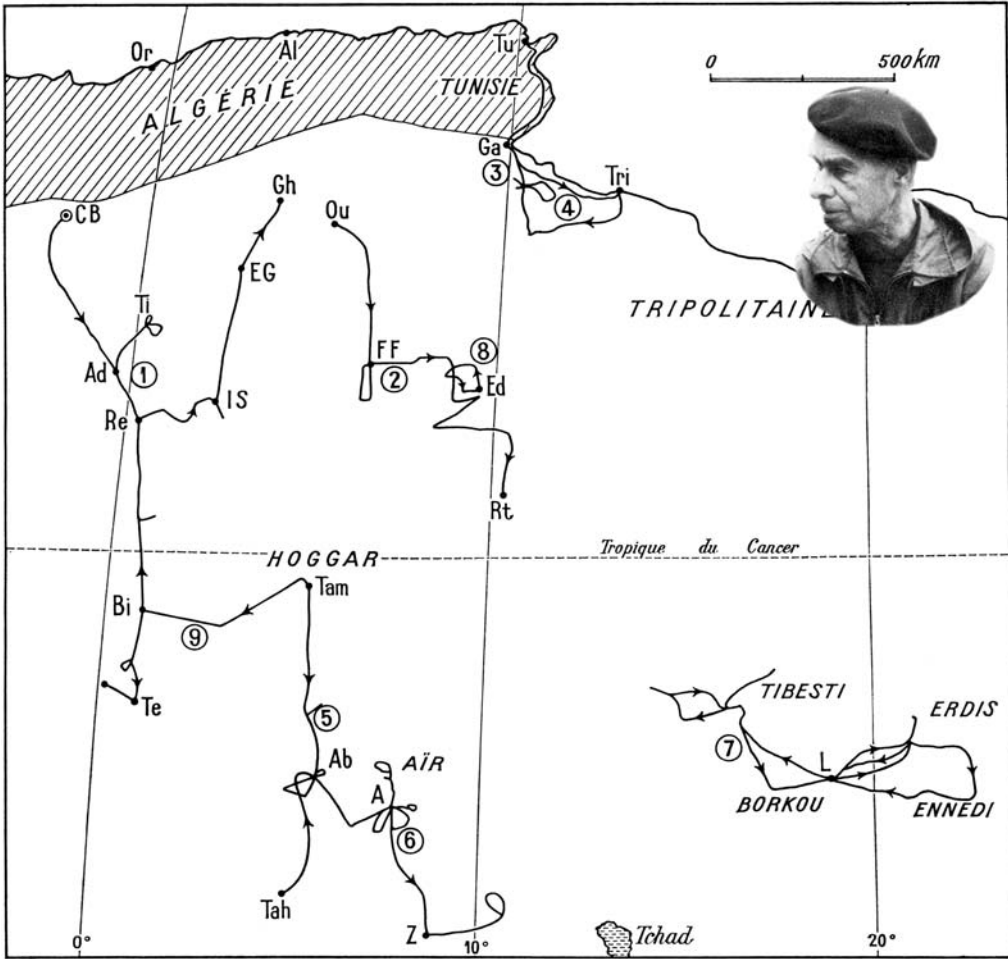 Or
Al
Tu
0 500km
ALGÉRIE
TUNISIE
Ga
③
Tri
④
Gh
Ou
CB
EG
TRIPOLITAINE
Ti
FF
⑧
Ad
①
②
Ed
IS
Re
Rt
HOGGAR
Tropique du Cancer
Tam
Bi
⑨
TIBESTI
Te
ERDIS
⑤
⑦
Ab
AÏR
L
A
BORKOU
ENNEDI
⑥
Tah
Z
Tchad
0° 10° 20°